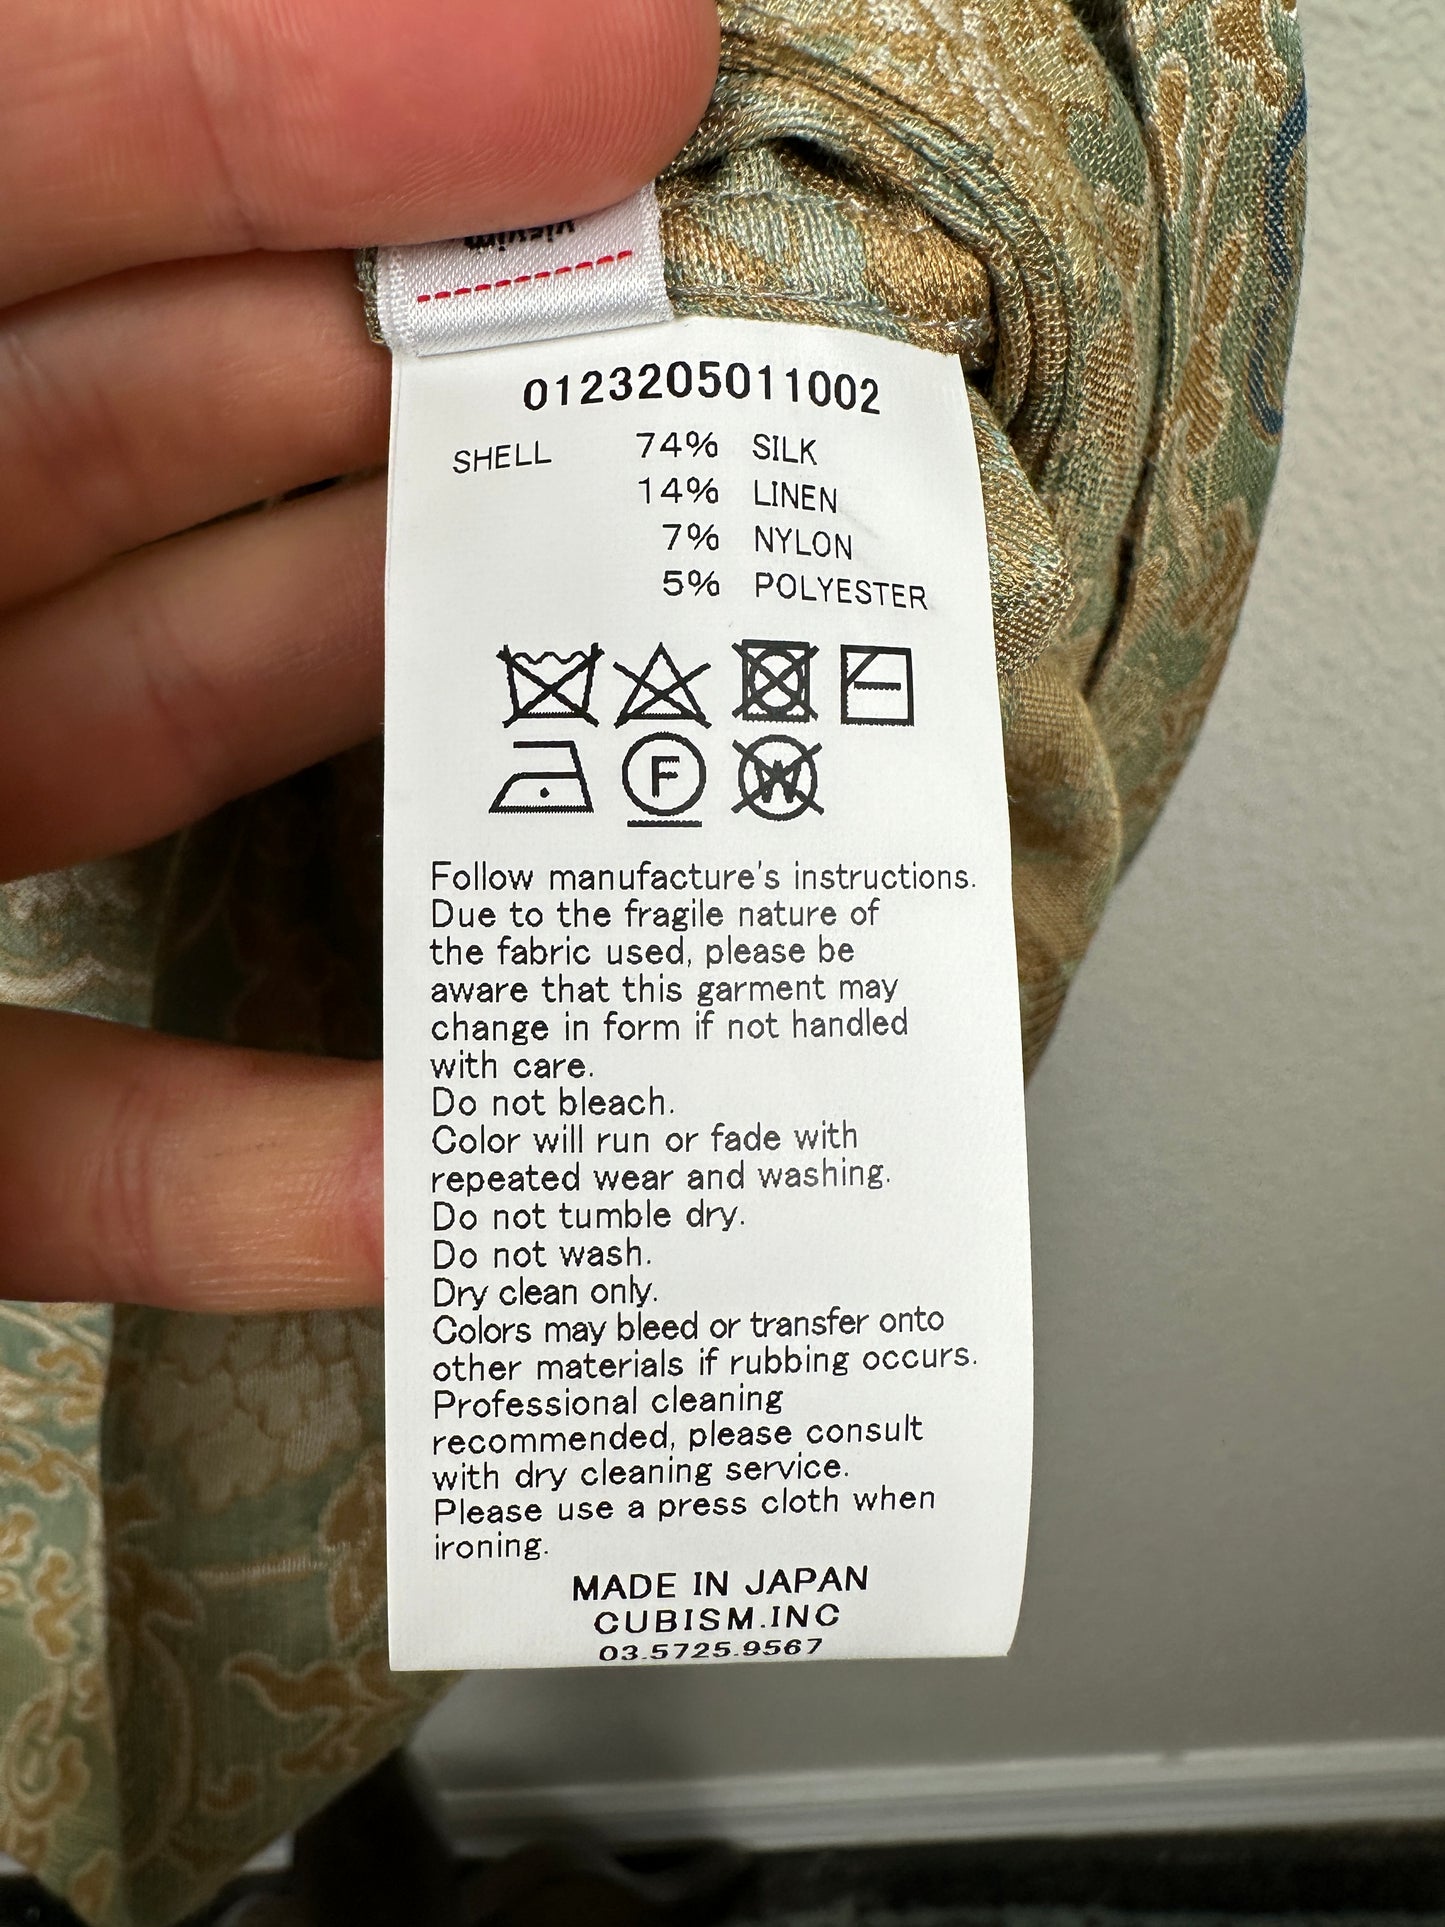 visvim
0123205011002
SHELL 74% SILK
14% LINEN
7% NYLON
5% POLYESTER
F W
Follow manufacture's instructions.
Due to the fragile nature of
the fabric used, please be
aware that this garment may
change in form if not handled
with care.
Do not bleach.
Color will run or fade with
repeated wear and washing.
Do not tumble dry.
Do not wash.
Dry clean only.
Colors may bleed or transfer onto
other materials if rubbing occurs.
Professional cleaning
recommended, please consult
with dry cleaning service.
Please use a press cloth when
ironing.
MADE IN JAPAN
CUBISM.INC
03.5725.9567